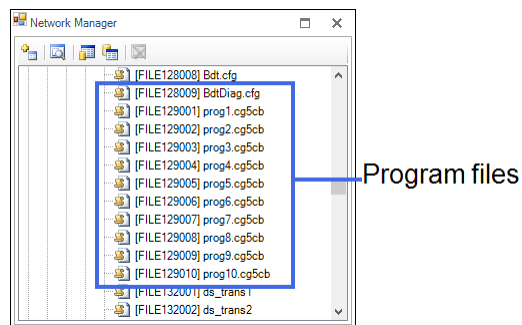 Network Manager
[FILE128008] Bdt.cfg
[FILE128009] BdtDiag.cfg
[FILE129001] prog1.cg5cb
[FILE129002] prog2.cg5cb
[FILE129003] prog3.cg5cb
[FILE129004] prog4.cg5cb
[FILE129005] prog5.cg5cb
[FILE129006] prog6.cg5cb
[FILE129007] prog7.cg5cb
[FILE129008] prog8.cg5cb
[FILE129009] prog9.cg5cb
[FILE129010] prog10.cg5cb
[FILE132001] ds_trans1
[FILE132002] ds_trans2
Program files